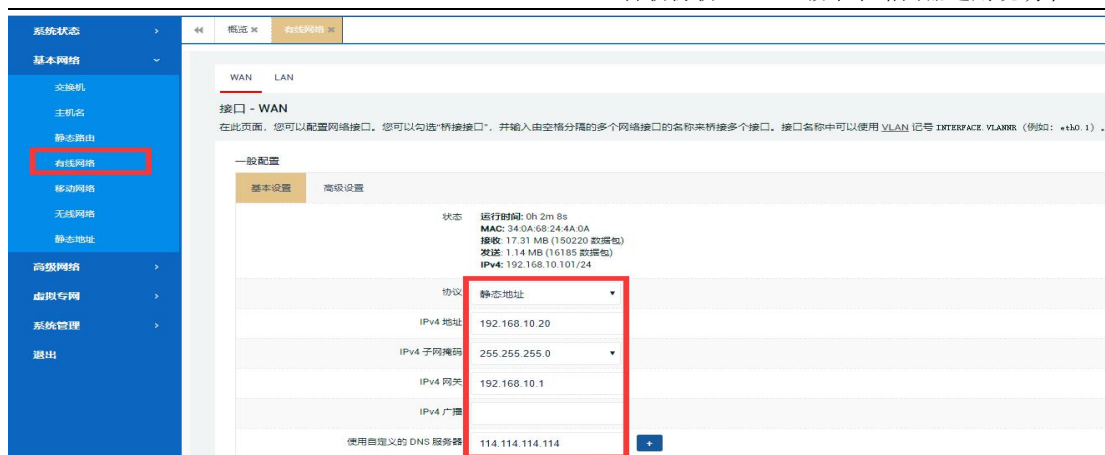 系统状态
概览
有线网络
基本网络
交换机
主机名
静态路由
有线网络
移动网络
无线网络
静态地址
高级网络
虚拟专网
系统管理
退出
WAN LAN
接口 - WAN
在此页面，您可以配置网络接口。您可以勾选“桥接接口”，并输入由空格分隔的多个网络接口的名称来桥接多个接口。接口名称中可以使用 VLAN 记号 INTERFACE.VLANNR (例如: eth0.1) 。
一般配置
基本设置 高级设置
状态 运行时间: 0h 2m 8s
MAC: 34:0A:68:24:4A:0A
接收: 17.31 MB (150220 数据包)
发送: 1.14 MB (16185 数据包)
IPv4: 192.168.10.101/24
协议 静态地址
IPv4 地址 192.168.10.20
IPv4 子网掩码 255.255.255.0
IPv4 网关 192.168.10.1
IPv4 广播
使用自定义的 DNS 服务器 114.114.114.114 +